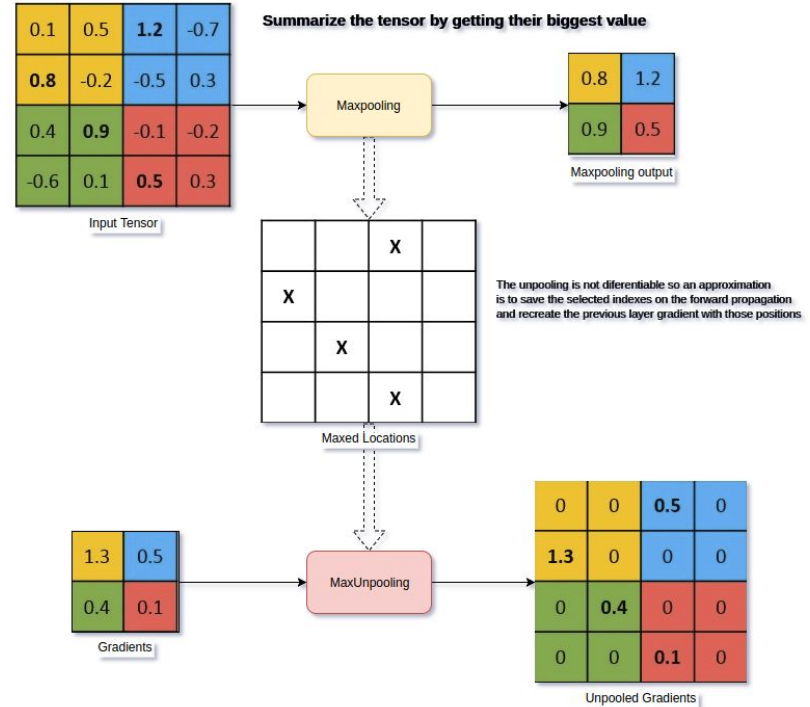 Summarize the tensor by getting their biggest value
0.1 0.5 1.2 -0.7
0.8 -0.2 -0.5 0.3
0.4 0.9 -0.1 -0.2
-0.6 0.1 0.5 0.3
Input Tensor
Maxpooling
0.8 1.2
0.9 0.5
Maxpooling output
X
X
X
X
Maxed Locations
The unpooling is not diferentiable so an approximation
is to save the selected indexes on the forward propagation
and recreate the previous layer gradient with those positions
1.3 0.5
0.4 0.1
Gradients
MaxUnpooling
0 0 0.5 0
1.3 0 0 0
0 0.4 0 0
0 0 0.1 0
Unpooled Gradients